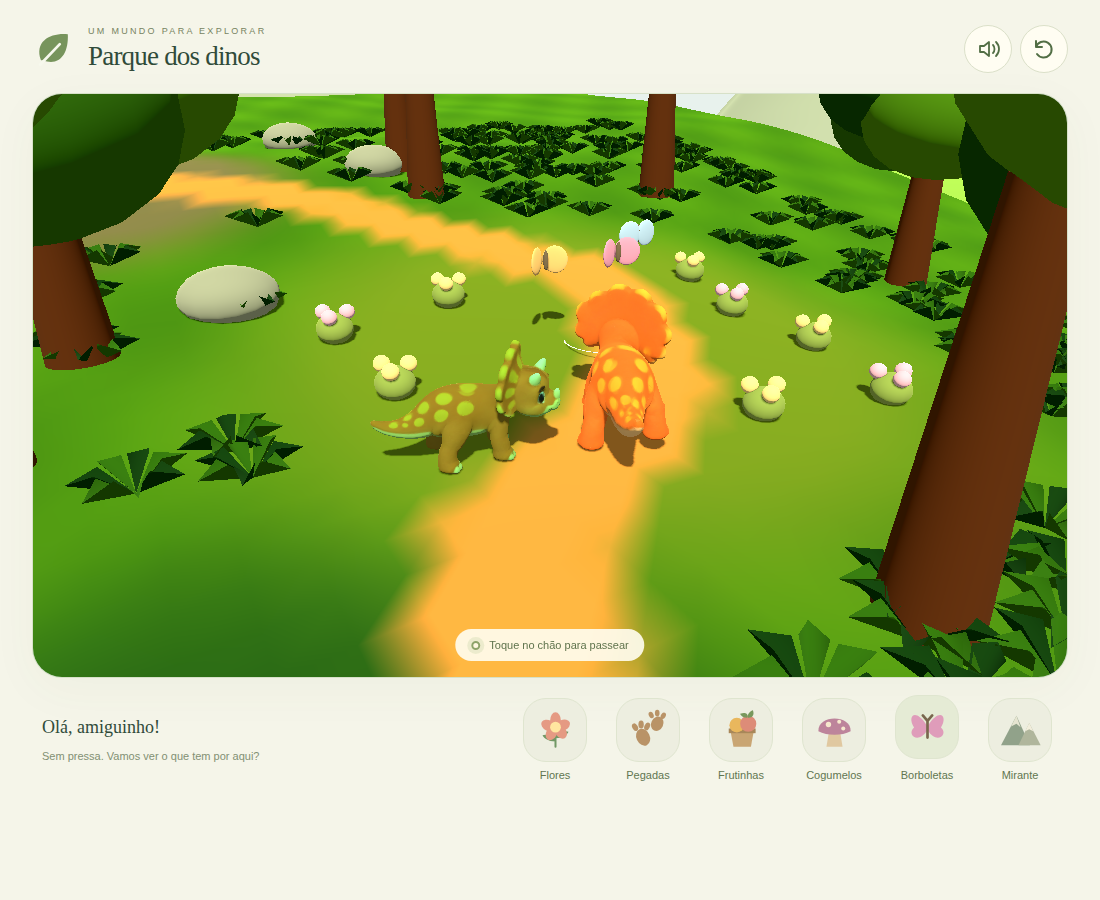 UM MUNDO PARA EXPLORAR
Parque dos dinos
Toque no chão para passear
Olá, amiguinho!
Sem pressa. Vamos ver o que tem por aqui?
Flores
Pegadas
Frutinhas
Cogumelos
Borboletas
Mirante